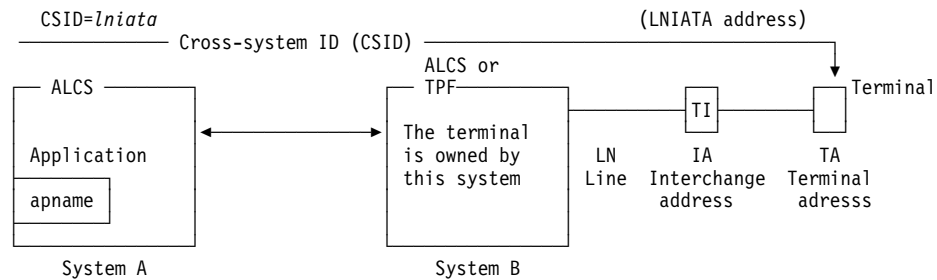 CSID=lniata
(LNIATA address)
Cross-system ID (CSID)
ALCS
ALCS or
TPF
Terminal
TI
Application
The terminal
is owned by
this system
apname
LN
Line
IA
Interchange
address
TA
Terminal
adresss
System A
System B